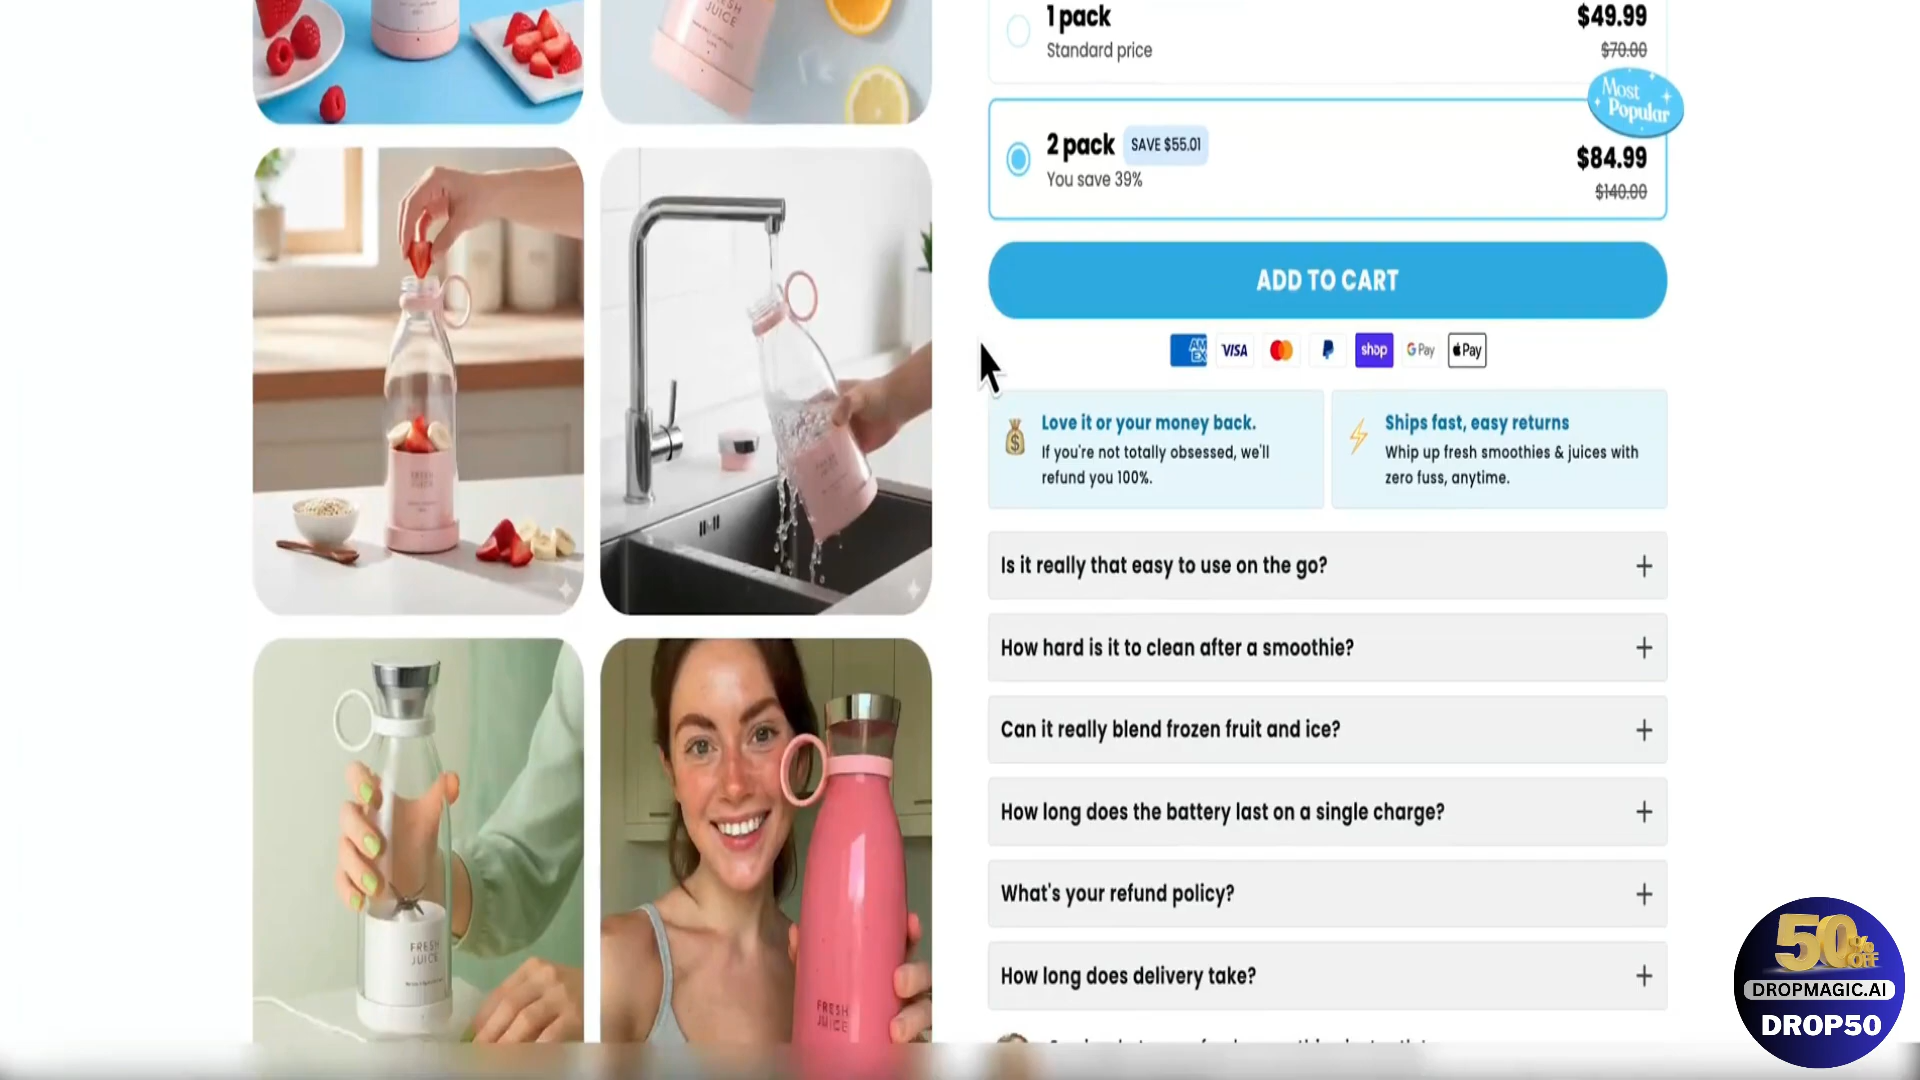 JUICE
1 pack
Standard price
$49.99
$70.00
Most
Popular
2 pack
SAVE $55.01
You save 39%
$84.99
$140.00
ADD TO CART
AM
EX
VISA
shop
G Pay
Pay
Love it or your money back.
If you're not totally obsessed, we'll
refund you 100%.
Ships fast, easy returns
Whip up fresh smoothies & juices with
zero fuss, anytime.
Is it really that easy to use on the go?
How hard is it to clean after a smoothie?
Can it really blend frozen fruit and ice?
How long does the battery last on a single charge?
What's your refund policy?
How long does delivery take?
FRESH
JUICE
FRESH
JUICE
FRESH
JUICE
50% OFF
DROPMAGIC.AI
DROP50